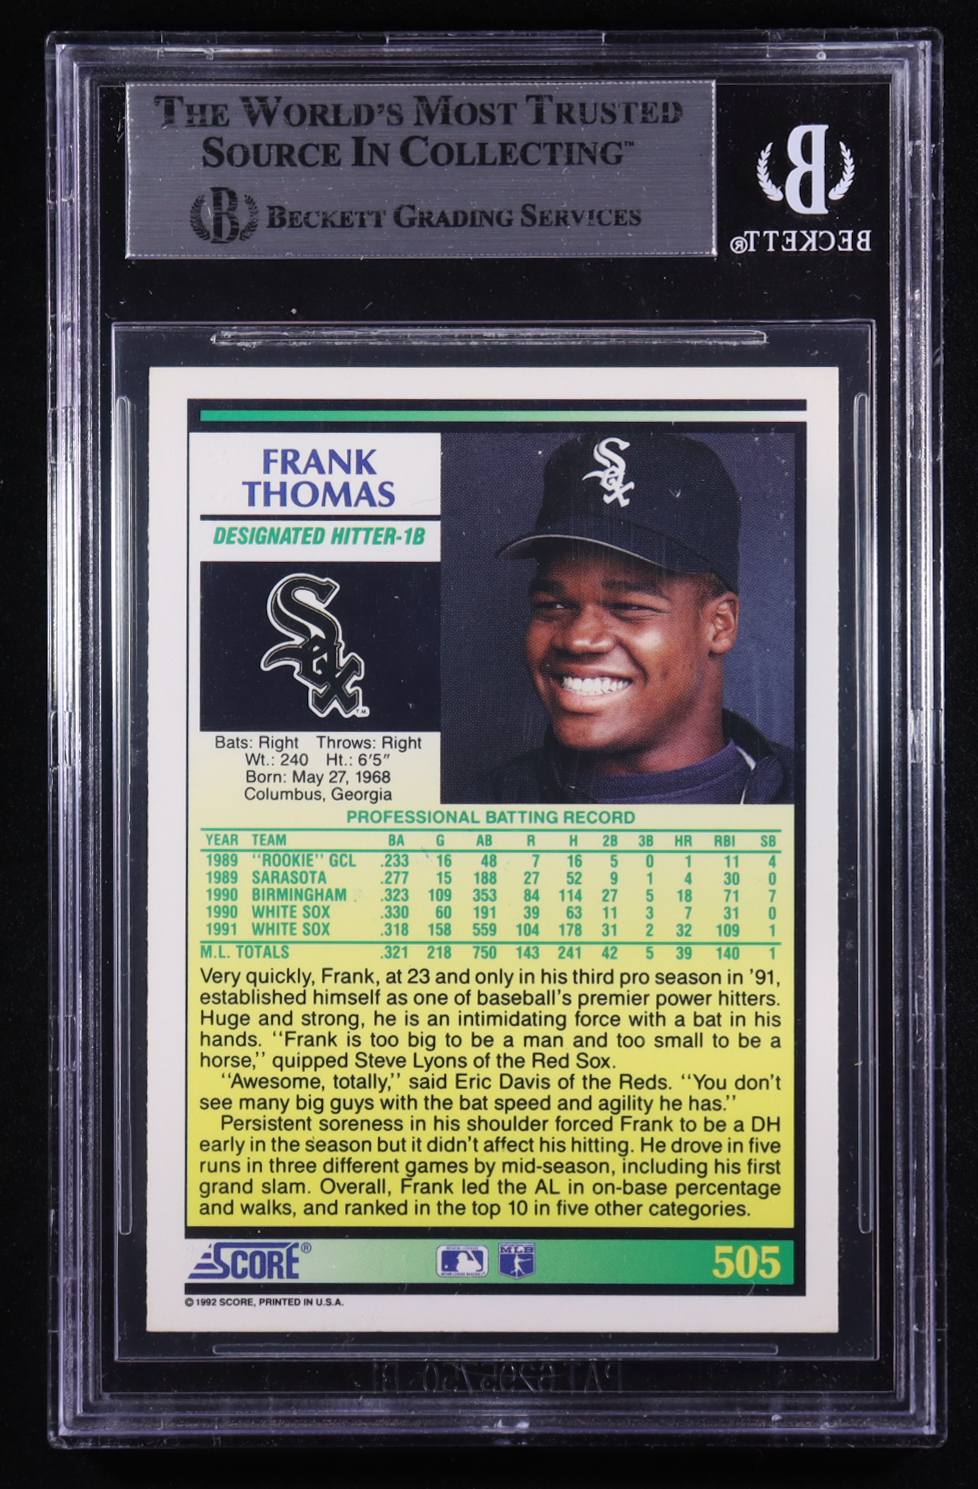 THE WORLD'S MOST TRUSTED
SOURCE IN COLLECTING™
B BECKETT GRADING SERVICES
B
BECKETT®
FRANK
THOMAS
DESIGNATED HITTER-1B
Sox
Sox
TM
Bats: Right Throws: Right
Wt.: 240 Ht.: 6'5"
Born: May 27, 1968
Columbus, Georgia
PROFESSIONAL BATTING RECORD
YEAR TEAM BA G AB R H 2B 3B HR RBI SB
1989 "ROOKIE" GCL .233 16 48 7 16 5 0 1 11 4
1989 SARASOTA .277 15 188 27 52 9 1 4 30 0
1990 BIRMINGHAM .323 109 353 84 114 27 5 18 71 7
1990 WHITE SOX .330 60 191 39 63 11 3 7 31 0
1991 WHITE SOX .318 158 559 104 178 31 2 32 109 1
M.L. TOTALS .321 218 750 143 241 42 5 39 140 1
Very quickly, Frank, at 23 and only in his third pro season in '91,
established himself as one of baseball's premier power hitters.
Huge and strong, he is an intimidating force with a bat in his
hands. "Frank is too big to be a man and too small to be a
horse," quipped Steve Lyons of the Red Sox.
"Awesome, totally," said Eric Davis of the Reds. "You don't
see many big guys with the bat speed and agility he has."
Persistent soreness in his shoulder forced Frank to be a DH
early in the season but it didn't affect his hitting. He drove in five
runs in three different games by mid-season, including his first
grand slam. Overall, Frank led the AL in on-base percentage
and walks, and ranked in the top 10 in five other categories.
SCORE® MLB 505
© 1992 SCORE, PRINTED IN U.S.A.